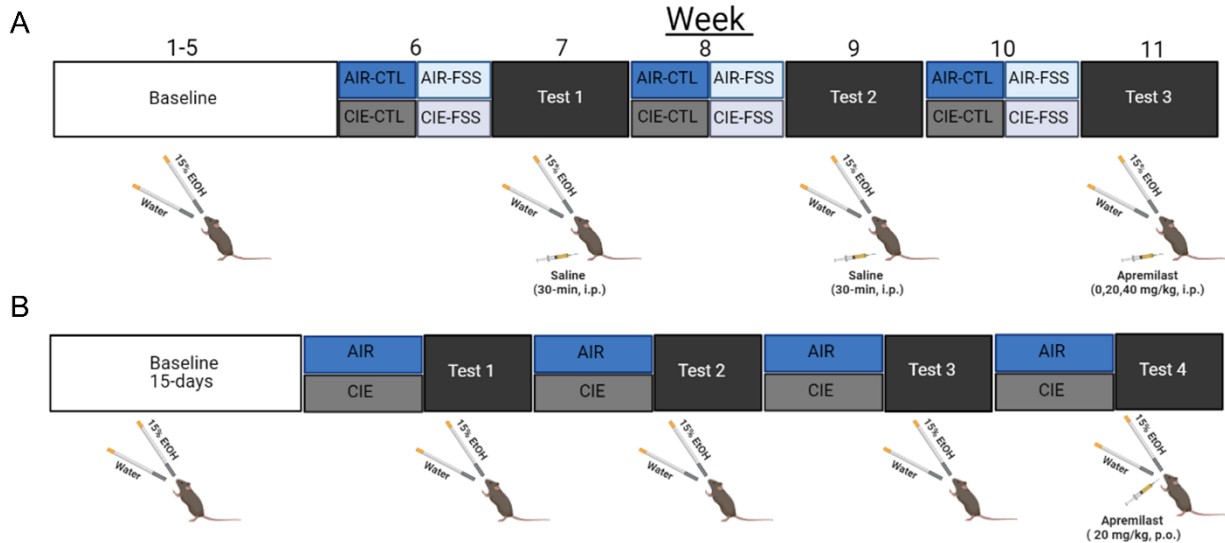 A
Week
1-5 6 7 8 9 10 11
Baseline
AIR-CTL AIR-FSS
CIE-CTL CIE-FSS
Test 1
AIR-CTL AIR-FSS
CIE-CTL CIE-FSS
Test 2
AIR-CTL AIR-FSS
CIE-CTL CIE-FSS
Test 3
15% EtOH
Water
15% EtOH
Water
Saline
(30-min, i.p.)
15% EtOH
Water
Saline
(30-min, i.p.)
15% EtOH
Water
Apremilast
(0,20,40 mg/kg, i.p.)
B
Baseline
15-days
AIR
CIE
Test 1
AIR
CIE
Test 2
AIR
CIE
Test 3
AIR
CIE
Test 4
15% EtOH
Water
15% EtOH
Water
15% EtOH
Water
15% EtOH
Water
15% EtOH
Water
Apremilast
( 20 mg/kg, p.o.)